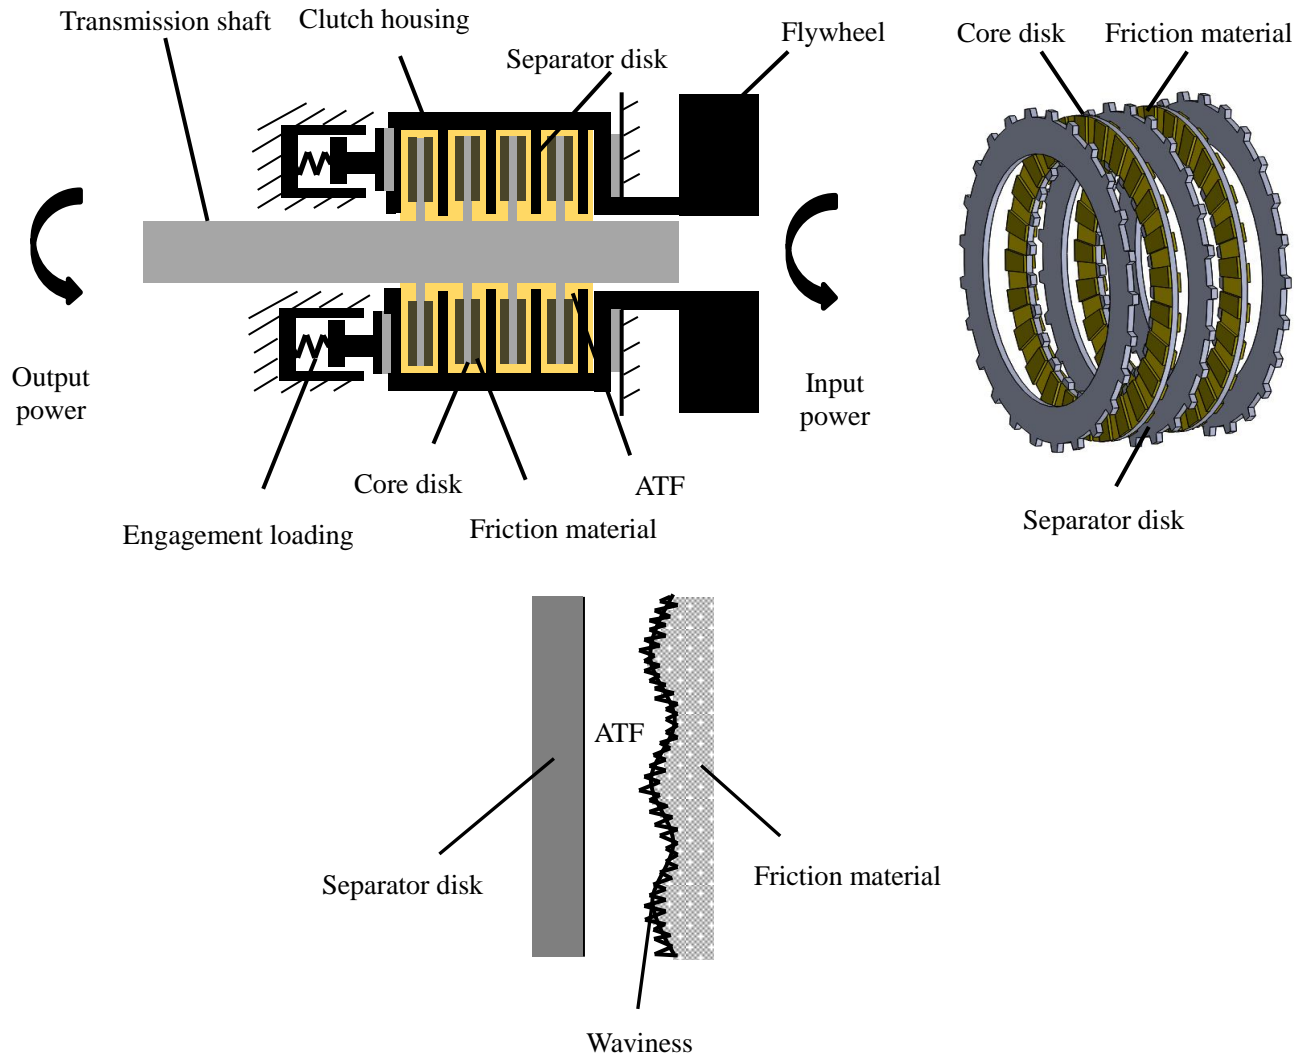 Transmission shaft
Clutch housing
Separator disk
Flywheel
Core disk
Friction material
Output
power
Input
power
Core disk
ATF
Separator disk
Engagement loading
Friction material
ATF
Separator disk
Friction material
Waviness